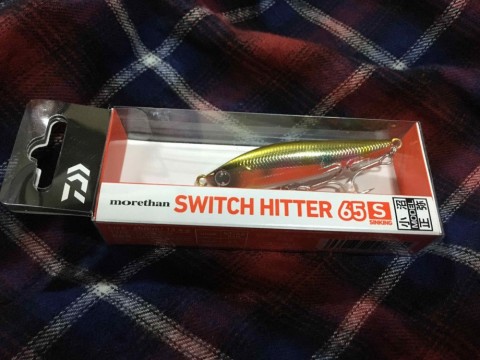 morethan SWITCH HITTER 65 S
SINKING
小沼 MODEL 正弥